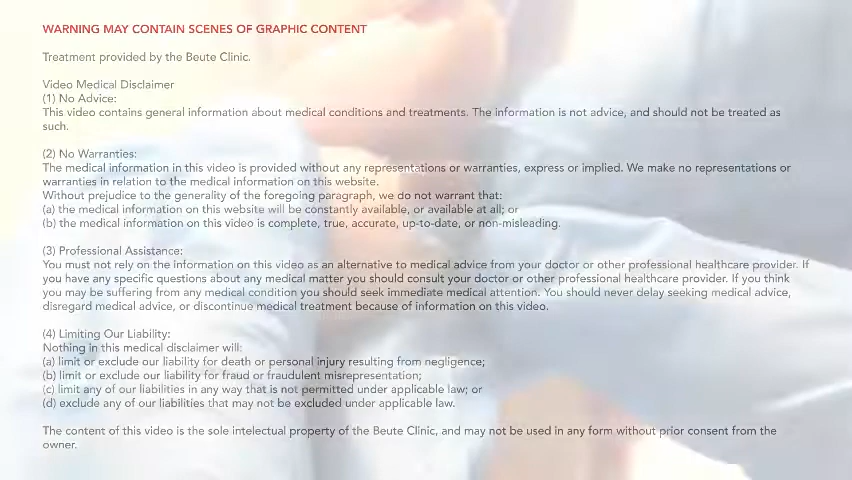 WARNING MAY CONTAIN SCENES OF GRAPHIC CONTENT
Treatment provided by the Beute Clinic.
Video Medical Disclaimer
(1) No Advice:
This video contains general information about medical conditions and treatments. The information is not advice, and should not be treated as
such.
(2) No Warranties:
The medical information in this video is provided without any representations or warranties, express or implied. We make no representations or
warranties in relation to the medical information on this website.
Without prejudice to the generality of the foregoing paragraph, we do not warrant that:
(a) the medical information on this website will be constantly available, or available at all; or
(b) the medical information on this video is complete, true, accurate, up-to-date, or non-misleading.
(3) Professional Assistance:
You must not rely on the information on this video as an alternative to medical advice from your doctor or other professional healthcare provider. If
you have any specific questions about any medical matter you should consult your doctor or other professional healthcare provider. If you think
you may be suffering from any medical condition you should seek immediate medical attention. You should never delay seeking medical advice,
disregard medical advice, or discontinue medical treatment because of information on this video.
(4) Limiting Our Liability:
Nothing in this medical disclaimer will:
(a) limit or exclude our liability for death or personal injury resulting from negligence;
(b) limit or exclude our liability for fraud or fraudulent misrepresentation;
(c) limit any of our liabilities in any way that is not permitted under applicable law; or
(d) exclude any of our liabilities that may not be excluded under applicable law.
The content of this video is the sole intelectual property of the Beute Clinic, and may not be used in any form without prior consent from the
owner.